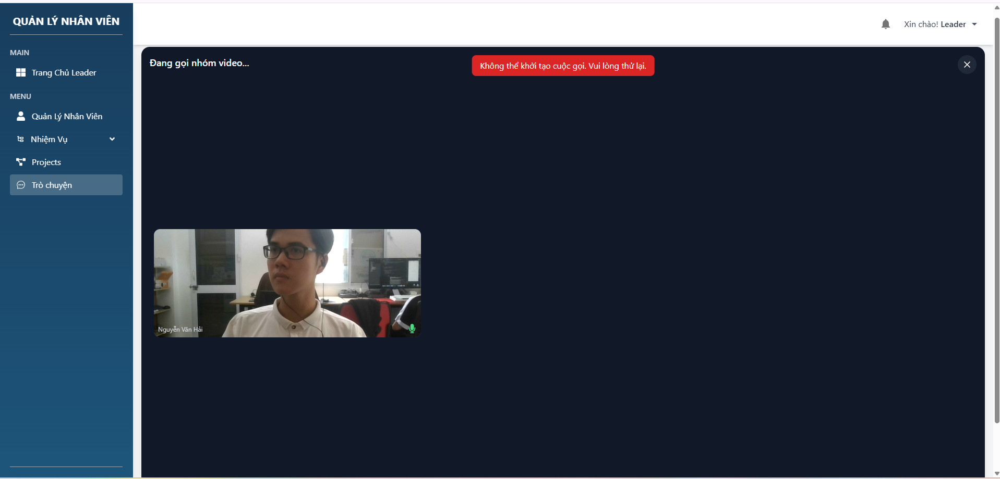 QUẢN LÝ NHÂN VIÊN
MAIN
Trang Chủ Leader
MENU
Quản Lý Nhân Viên
Nhiệm Vụ
Projects
Trò chuyện
Xin chào! Leader
Đang gọi nhóm video...
Không thể khởi tạo cuộc gọi. Vui lòng thử lại.
Nguyễn Văn Hải